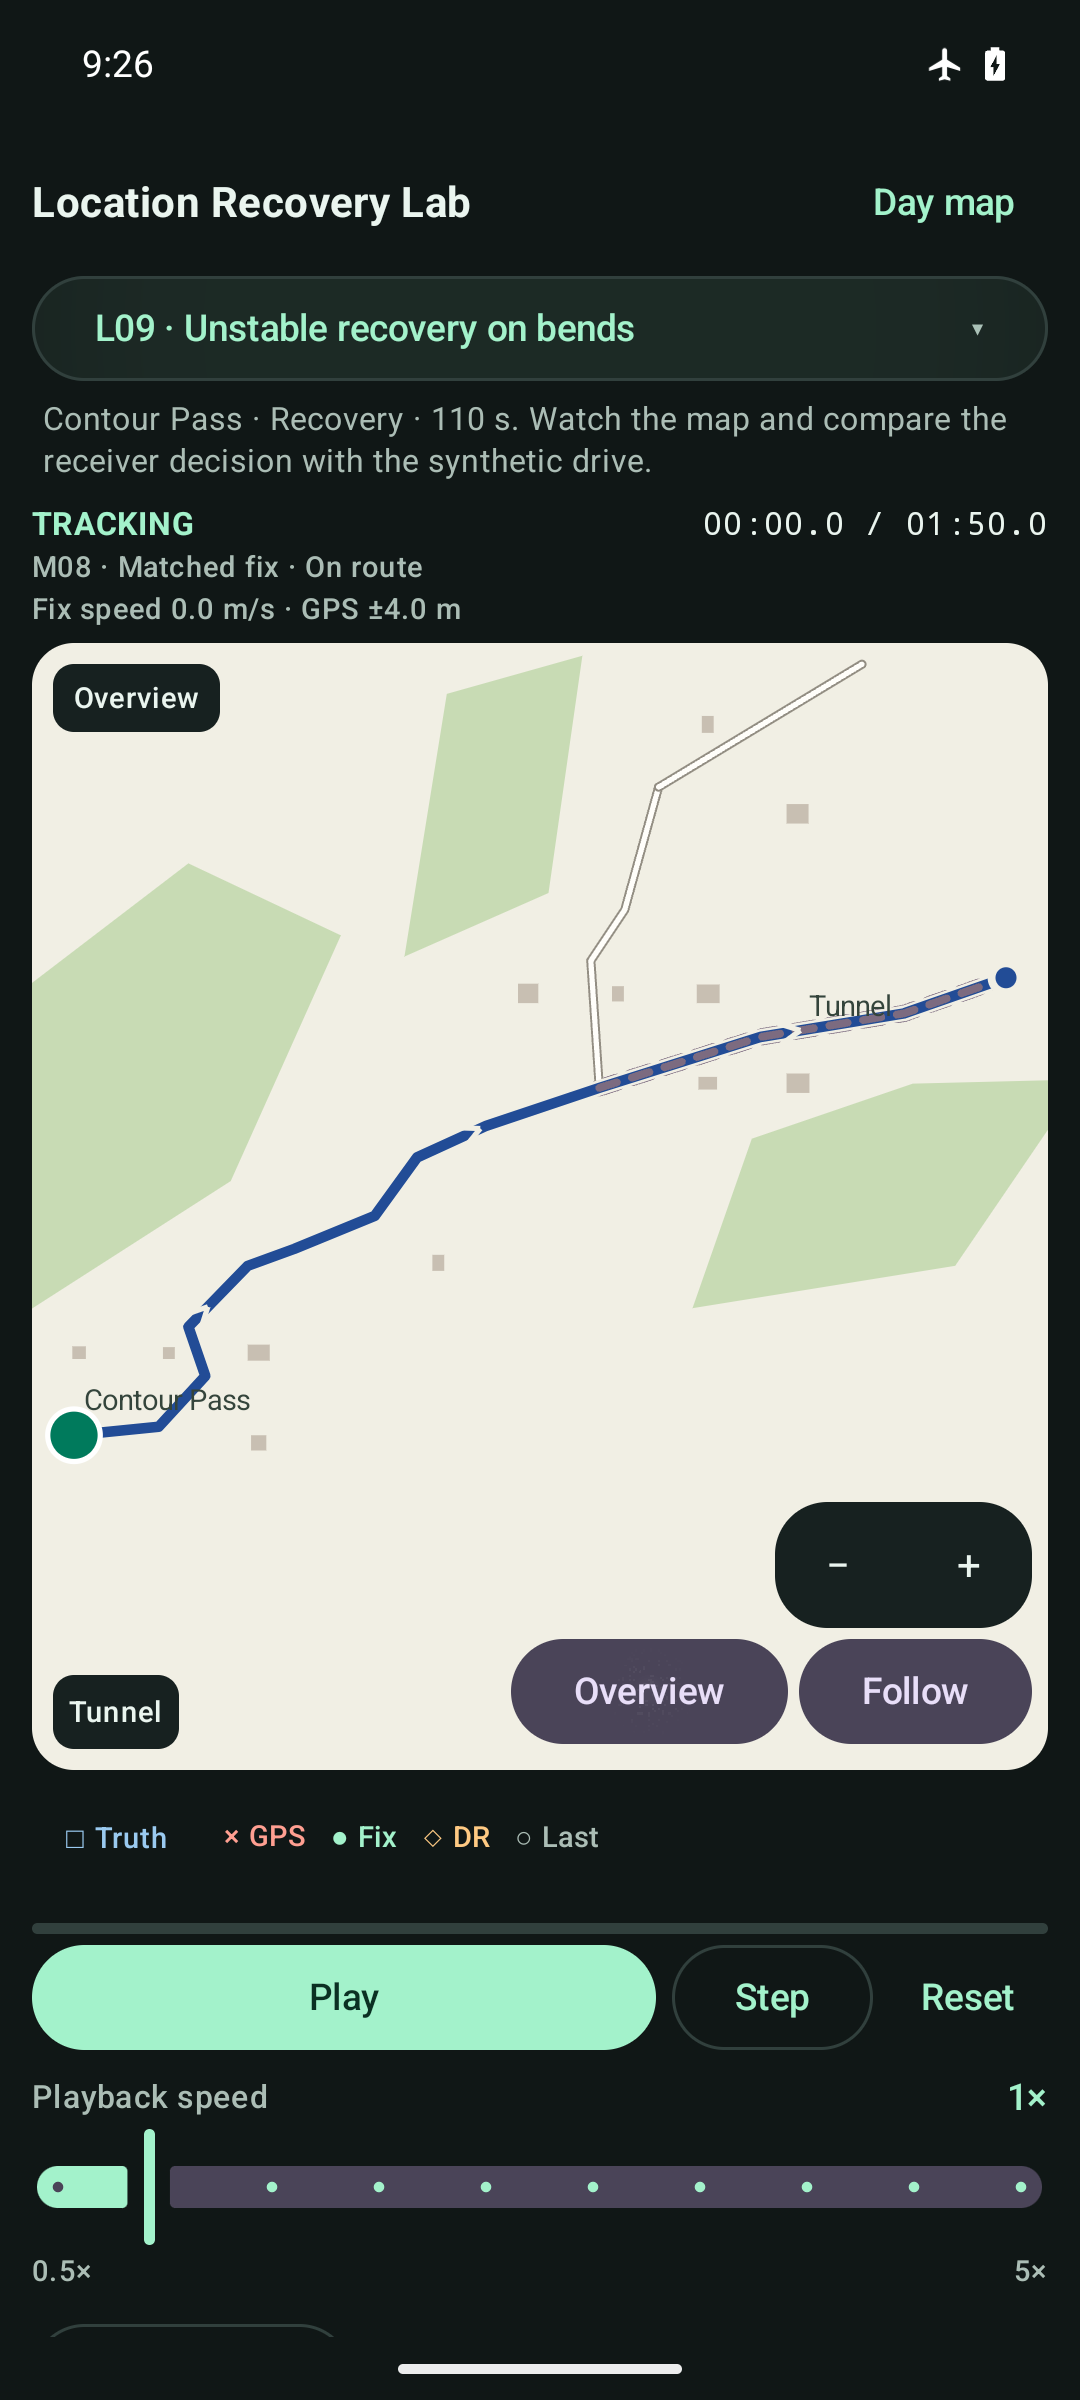 9:26
Location Recovery Lab
Day map
L09 · Unstable recovery on bends
Contour Pass · Recovery · 110 s. Watch the map and compare the
receiver decision with the synthetic drive.
TRACKING
00:00.0 / 01:50.0
M08 · Matched fix · On route
Fix speed 0.0 m/s · GPS ±4.0 m
Overview
Tunnel
Contour Pass
− +
Overview
Follow
Tunnel
□ Truth × GPS ● Fix ◇ DR ○ Last
Play
Step
Reset
Playback speed
1×
0.5×
5×